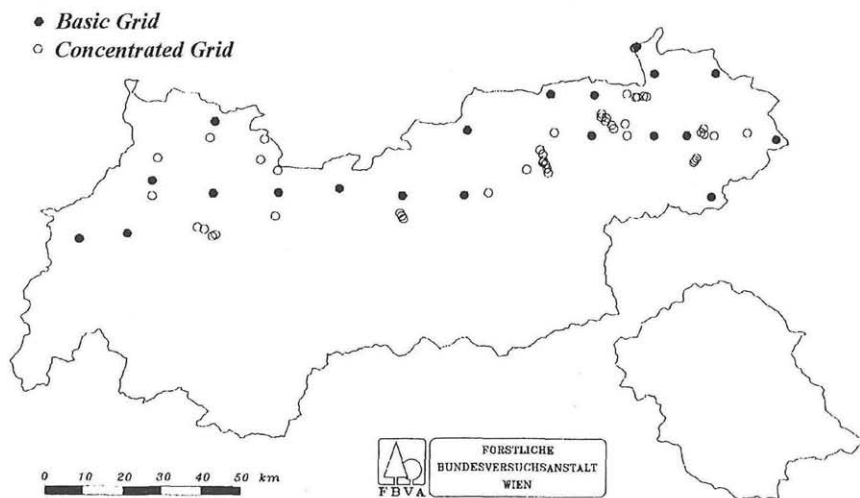 Basic Grid
Concentrated Grid
0 10 20 30 40 50 km
FBVA
FORSTLICHE
BUNDESVERSUCHSANSTALT
WIEN